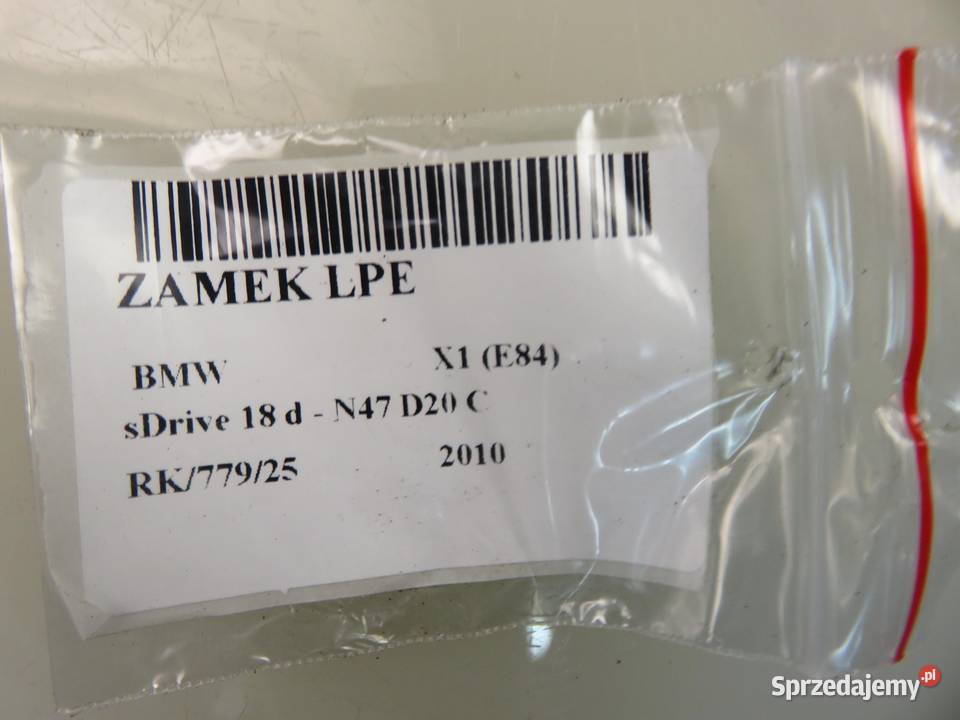 ZAMEK LPE
BMW X1 (E84)
sDrive 18 d - N47 D20 C
RK/779/25 2010
Sprzedajemy.pl